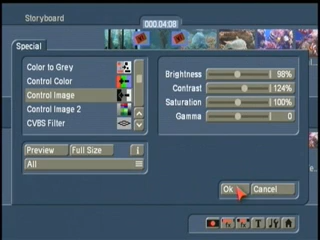 Storyboard
000.04:08
Special
Color to Grey
Control Color
Control Image
Control Image 2
CVBS Filter
Brightness 98%
Contrast 124%
Saturation 100%
Gamma 0
Preview Full Size i
All
Ok Cancel